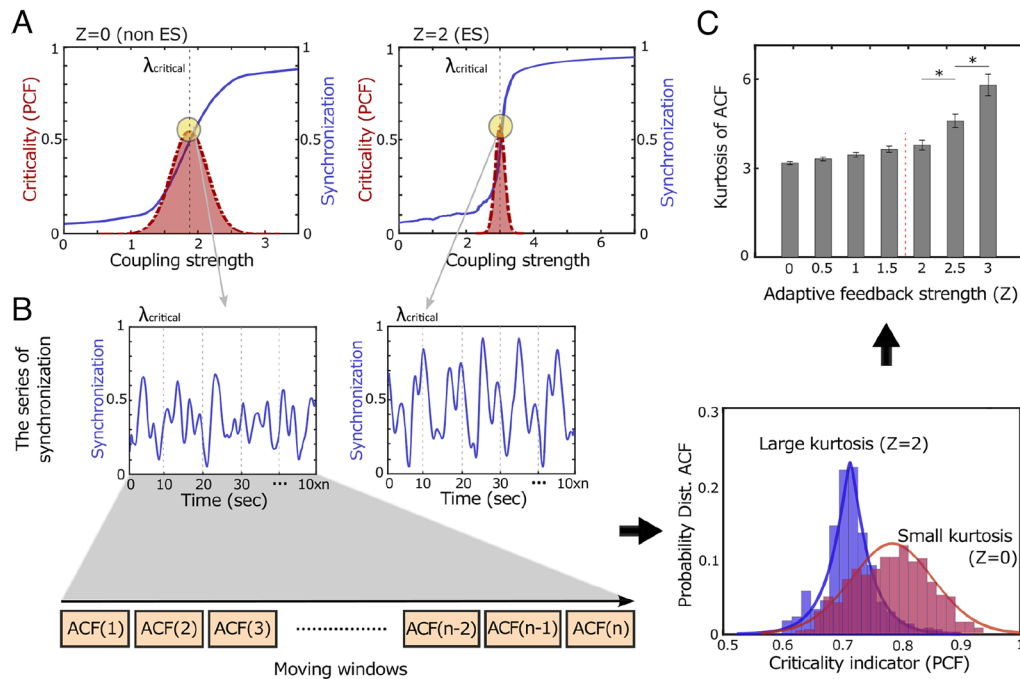 A
Z=0 (non ES)
λcritical
Criticality (PCF)
Synchronization
1
0.5
0
1
0.5
0
0 1 2 3
Coupling strength
Z=2 (ES)
λcritical
Criticality (PCF)
Synchronization
1
0.5
0
1
0.5
0
0 2 4 6
Coupling strength
B
The series of
synchronization
λcritical
Synchronization
1
0.5
0
0 10 20 30 ••• 10xn
Time (sec)
λcritical
Synchronization
1
0.5
0
0 10 20 30 ••• 10xn
Time (sec)
ACF(1) ACF(2) ACF(3) ................ ACF(n-2) ACF(n-1) ACF(n)
Moving windows
C
Kurtosis of ACF
6
3
0
* *
0 0.5 1 1.5 2 2.5 3
Adaptive feedback strength (Z)
Probability Dist. ACF
0.3
0.2
0.1
0
Large kurtosis (Z=2)
Small kurtosis
(Z=0)
0.5 0.6 0.7 0.8 0.9 1
Criticality indicator (PCF)